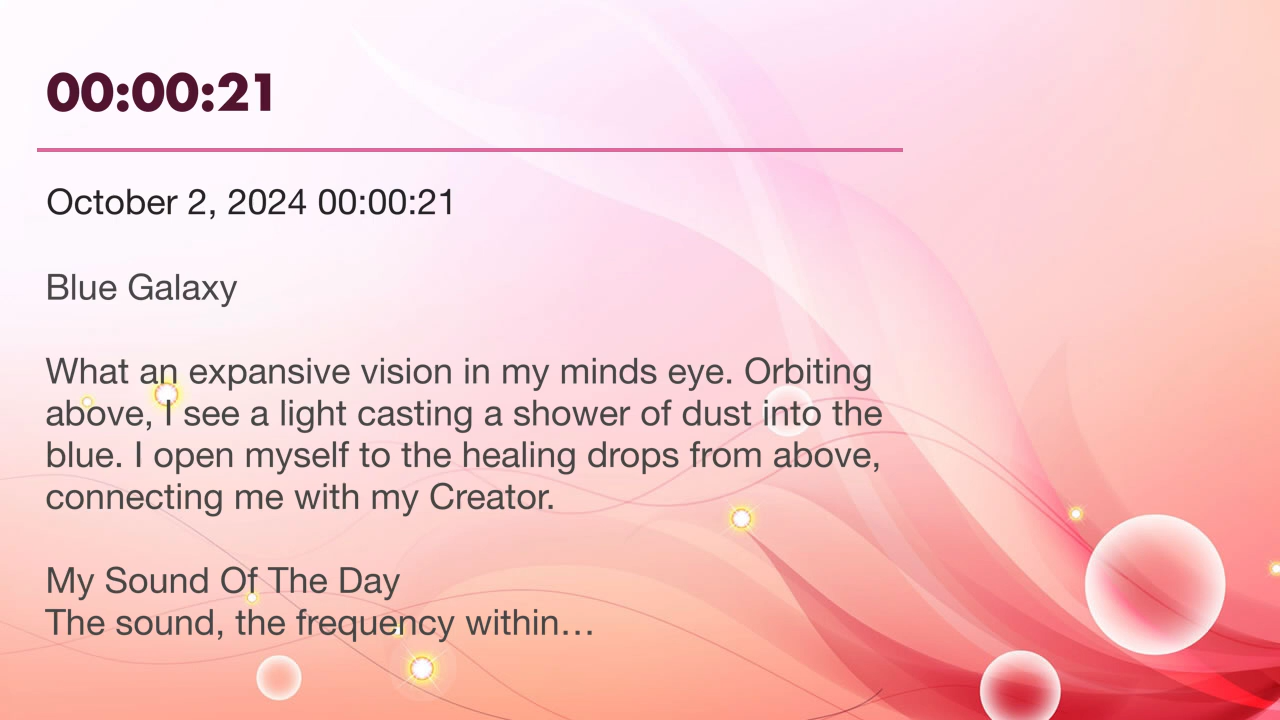 00:00:21
October 2, 2024 00:00:21
Blue Galaxy
What an expansive vision in my minds eye. Orbiting
above, I see a light casting a shower of dust into the
blue. I open myself to the healing drops from above,
connecting me with my Creator.
My Sound Of The Day
The sound, the frequency within…